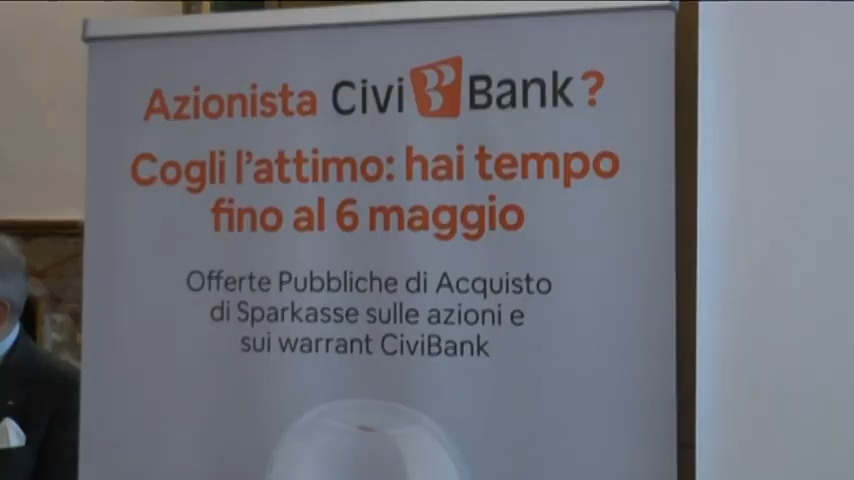 Azionista CiviBank?
Cogli l'attimo: hai tempo
fino al 6 maggio
Offerte Pubbliche di Acquisto
di Sparkasse sulle azioni e
sui warrant CiviBank